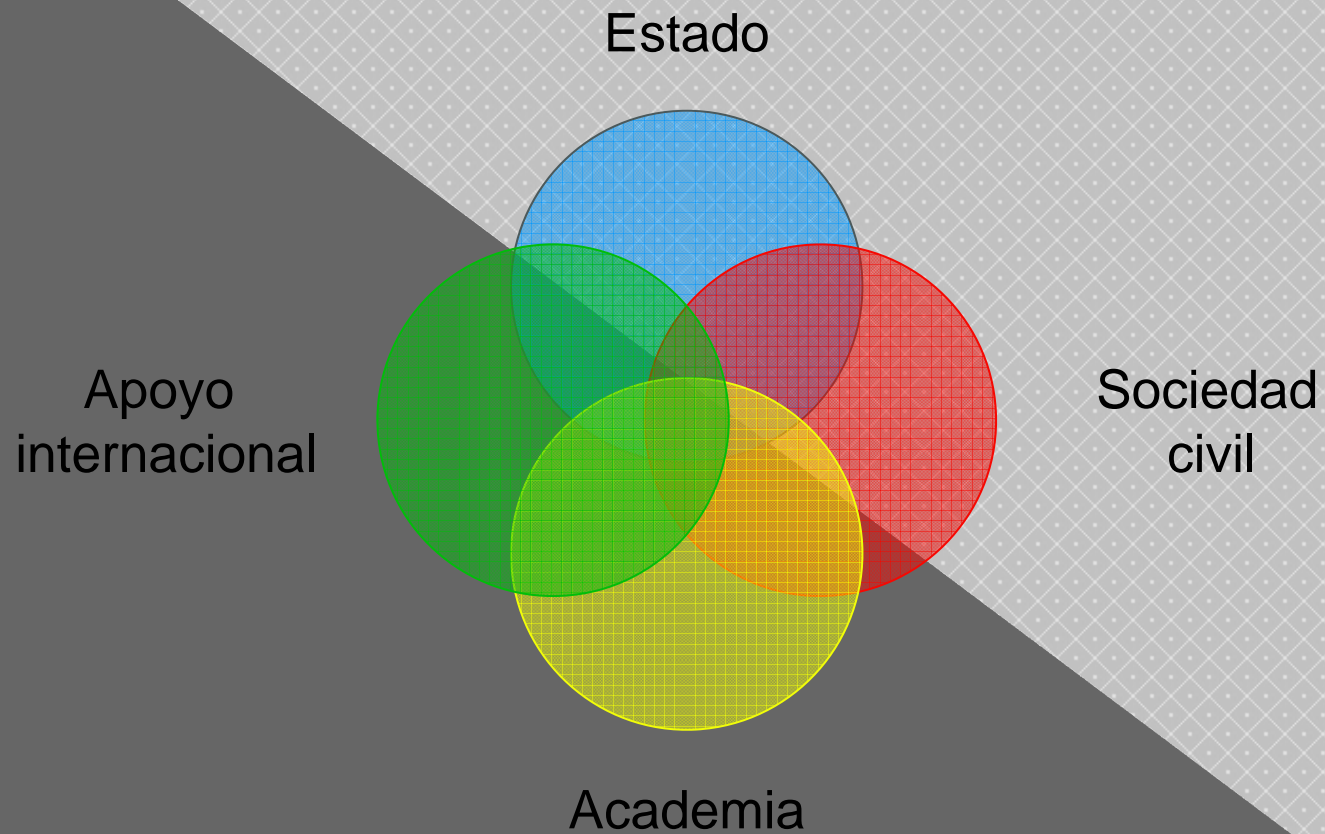 Estado
Apoyo
internacional
Sociedad
civil
Academia